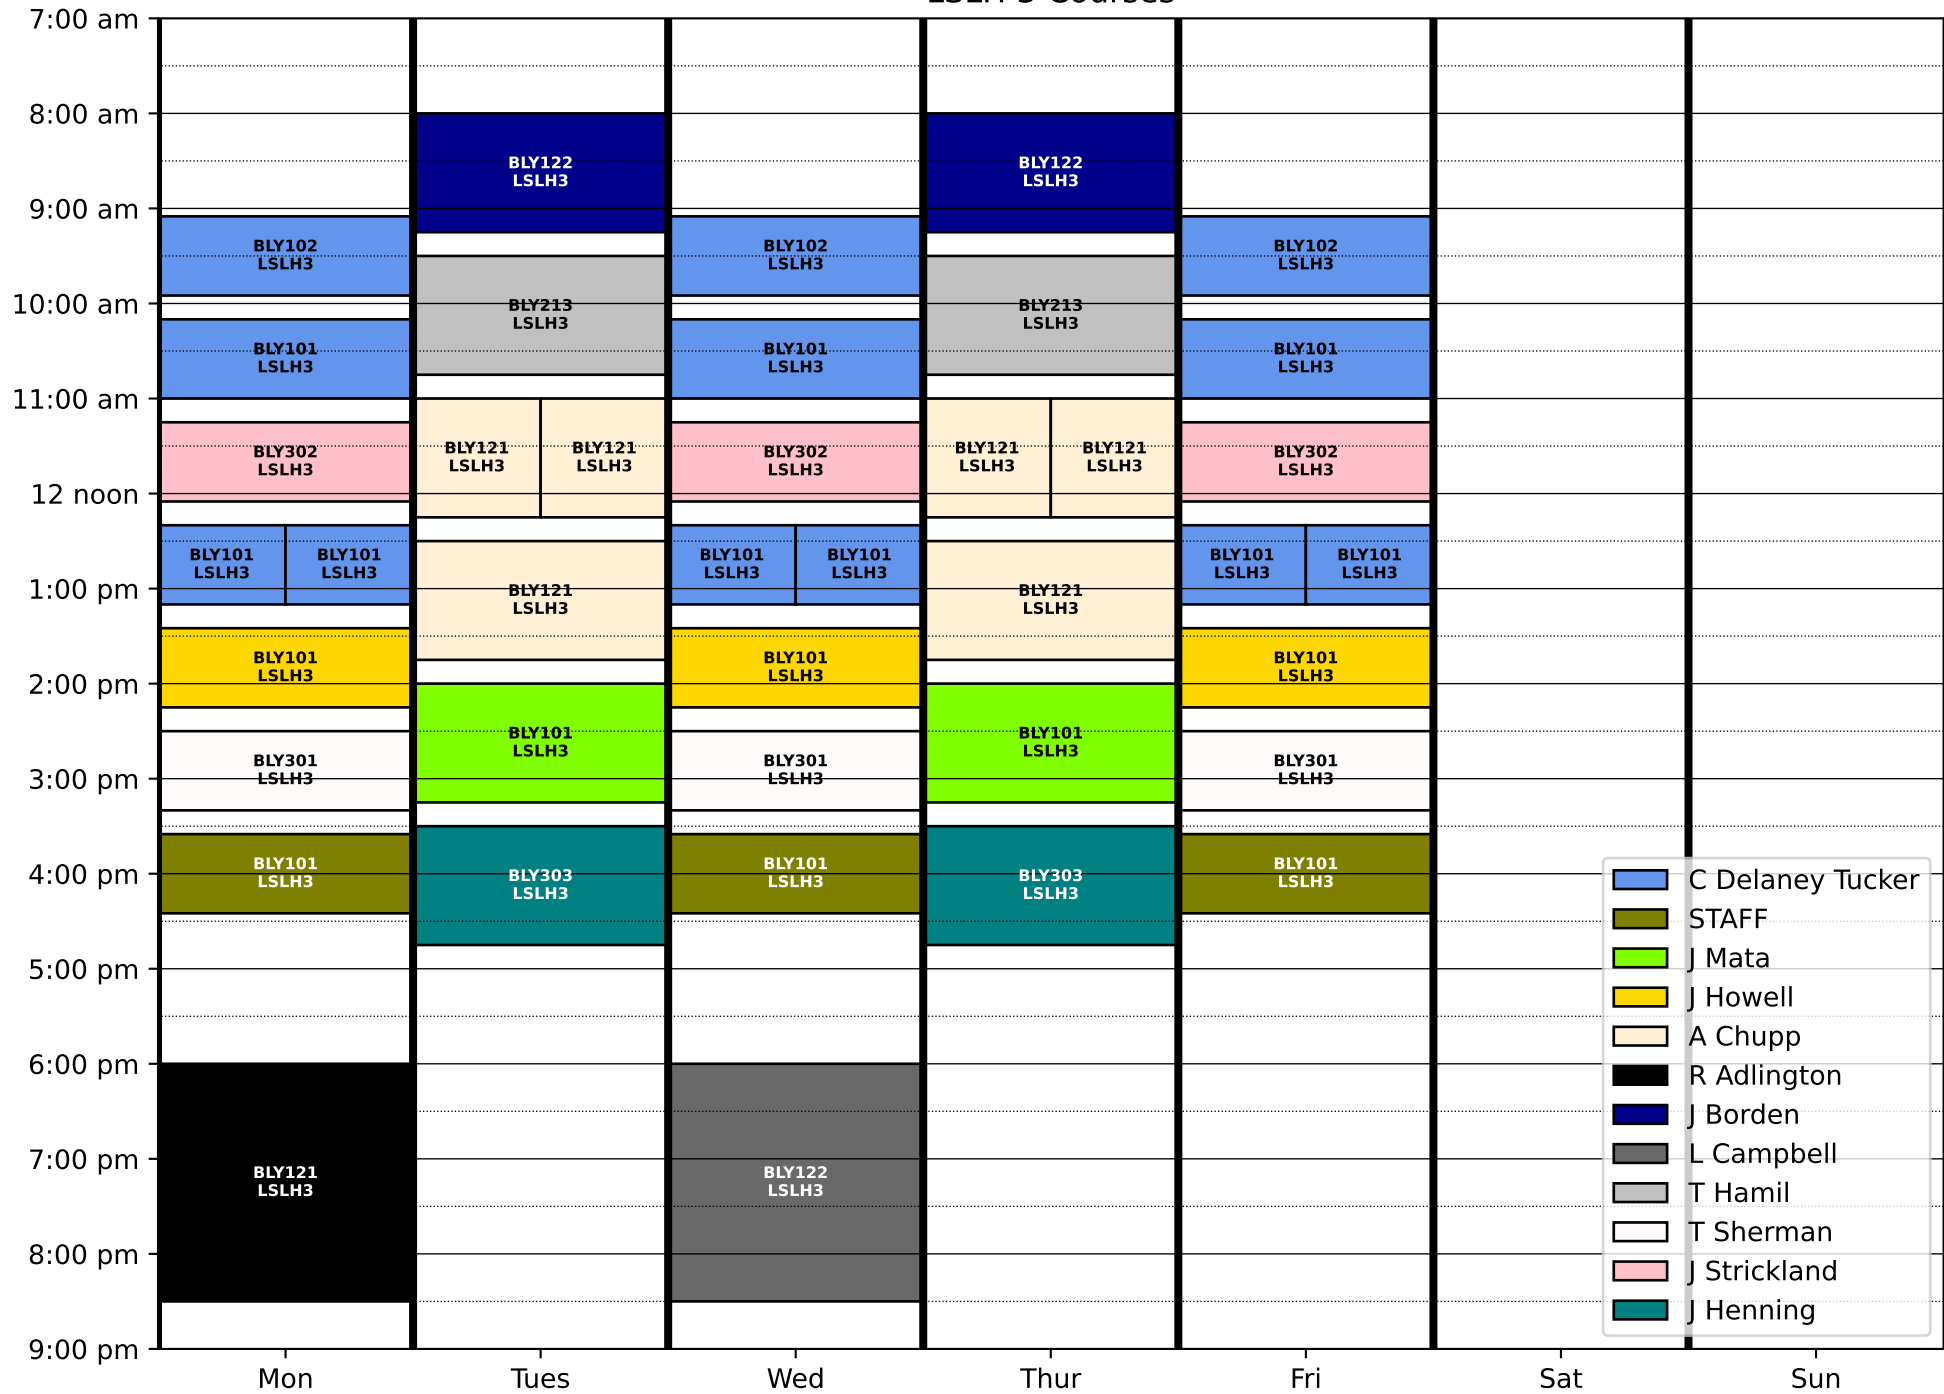 LSLH 3 Courses
7:00 am
8:00 am
BLY122 BLY122
LSLH3 LSLH3
9:00 am
BLY102 BLY102 BLY102
LSLH3 LSLH3 LSLH3
10:00 am
BLY213 BLY213
LSLH3 LSLH3
BLY101 BLY101 BLY101
LSLH3 LSLH3 LSLH3
11:00 am
BLY121 BLY121 BLY121 BLY121
LSLH3 LSLH3 LSLH3 LSLH3
BLY302 BLY302 BLY302
LSLH3 LSLH3 LSLH3
12 noon
BLY101 BLY101 BLY101 BLY101 BLY101 BLY101
LSLH3 LSLH3 LSLH3 LSLH3 LSLH3 LSLH3
1:00 pm
BLY121 BLY121
LSLH3 LSLH3
BLY101 BLY101 BLY101
LSLH3 LSLH3 LSLH3
2:00 pm
BLY101 BLY101
LSLH3 LSLH3
BLY301 BLY301 BLY301
LSLH3 LSLH3 LSLH3
3:00 pm
BLY101 BLY101 BLY101
LSLH3 LSLH3 LSLH3
4:00 pm
BLY303 BLY303
LSLH3 LSLH3
5:00 pm
6:00 pm
7:00 pm
BLY121 BLY122
LSLH3 LSLH3
8:00 pm
9:00 pm
C Delaney Tucker
STAFF
J Mata
J Howell
A Chupp
R Adlington
J Borden
L Campbell
T Hamil
T Sherman
J Strickland
J Henning
Mon Tues Wed Thur Fri Sat Sun